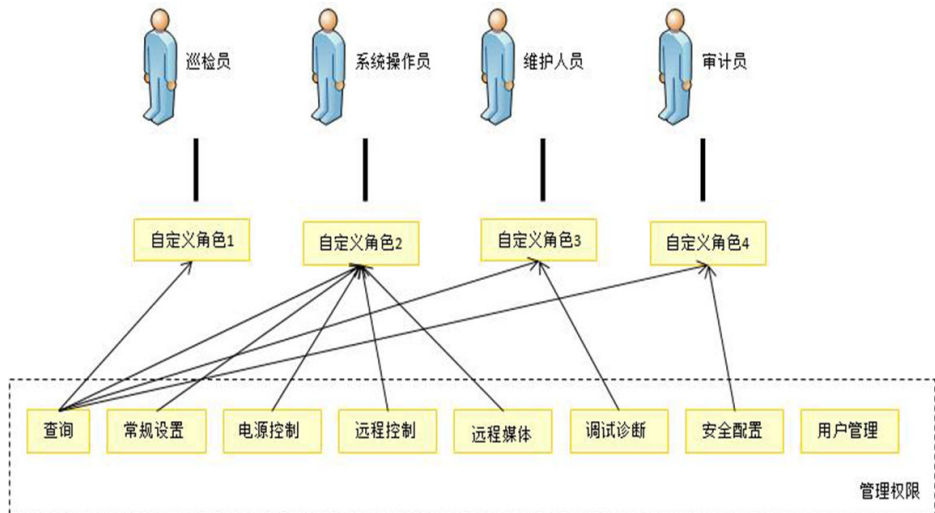 巡检员
系统操作员
维护人员
审计员
自定义角色1
自定义角色2
自定义角色3
自定义角色4
查询
常规设置
电源控制
远程控制
远程媒体
调试诊断
安全配置
用户管理
管理权限